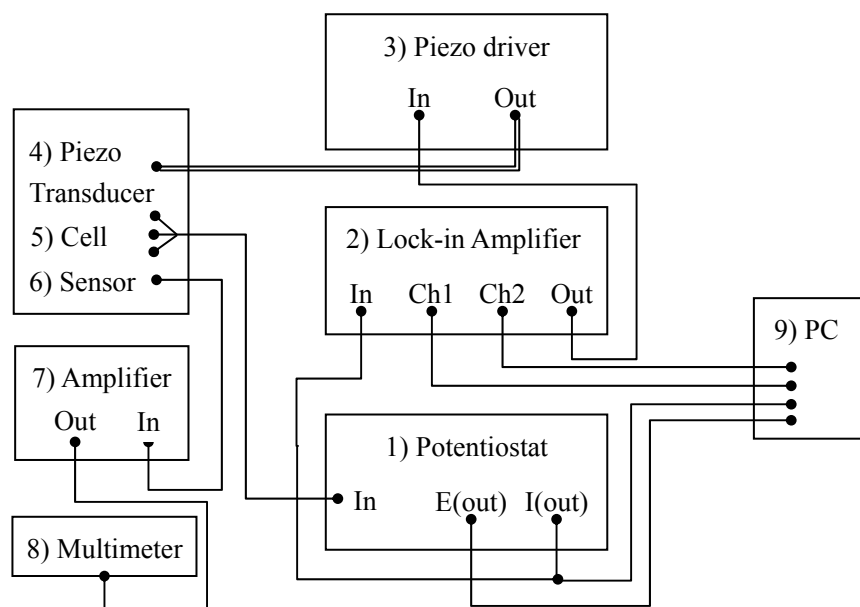 3) Piezo driver
In Out
4) Piezo
Transducer
5) Cell
6) Sensor
2) Lock-in Amplifier
In Ch1 Ch2 Out
9) PC
7) Amplifier
Out In
1) Potentiostat
In E(out) I(out)
8) Multimeter